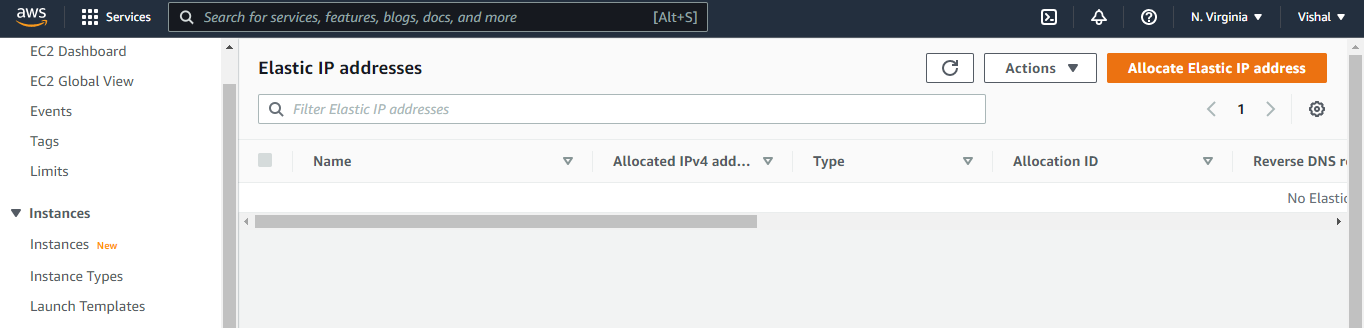 aws Services Search for services, features, blogs, docs, and more [Alt+S] N. Virginia Vishal
EC2 Dashboard
EC2 Global View
Events
Tags
Limits
Instances
Instances New
Instance Types
Launch Templates
Elastic IP addresses Actions Allocate Elastic IP address
Filter Elastic IP addresses 1
Name Allocated IPv4 add... Type Allocation ID Reverse DNS r
No Elastic